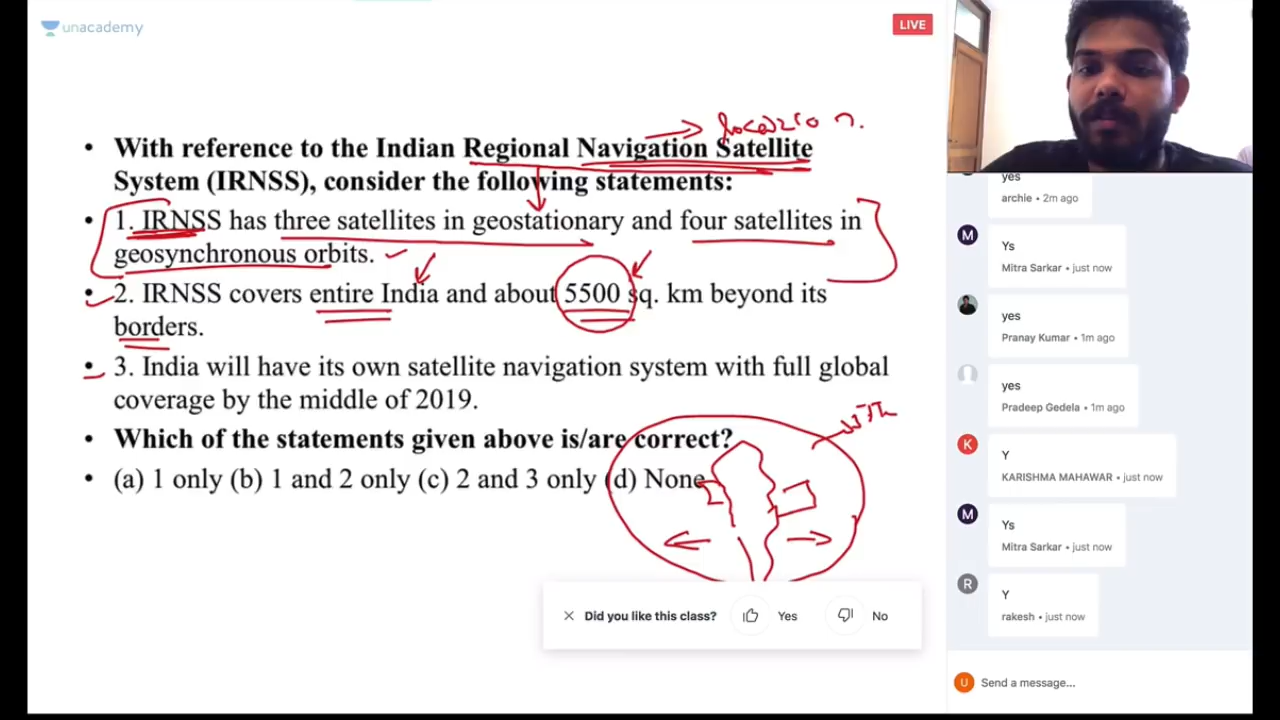 unacademy
LIVE
• With reference to the Indian Regional Navigation Satellite
System (IRNSS), consider the following statements:
• 1. IRNSS has three satellites in geostationary and four satellites in
geosynchronous orbits.
• 2. IRNSS covers entire India and about 5500 sq. km beyond its
borders.
• 3. India will have its own satellite navigation system with full global
coverage by the middle of 2019.
• Which of the statements given above is/are correct?
• (a) 1 only (b) 1 and 2 only (c) 2 and 3 only (d) None
Did you like this class?
Yes
No
yes
archie • 2m ago
M
Ys
Mitra Sarkar • just now
yes
Pranay Kumar • 1m ago
yes
Pradeep Gedela • 1m ago
K
Y
KARISHMA MAHAWAR • just now
M
Ys
Mitra Sarkar • just now
R
Y
rakesh • just now
U
Send a message...